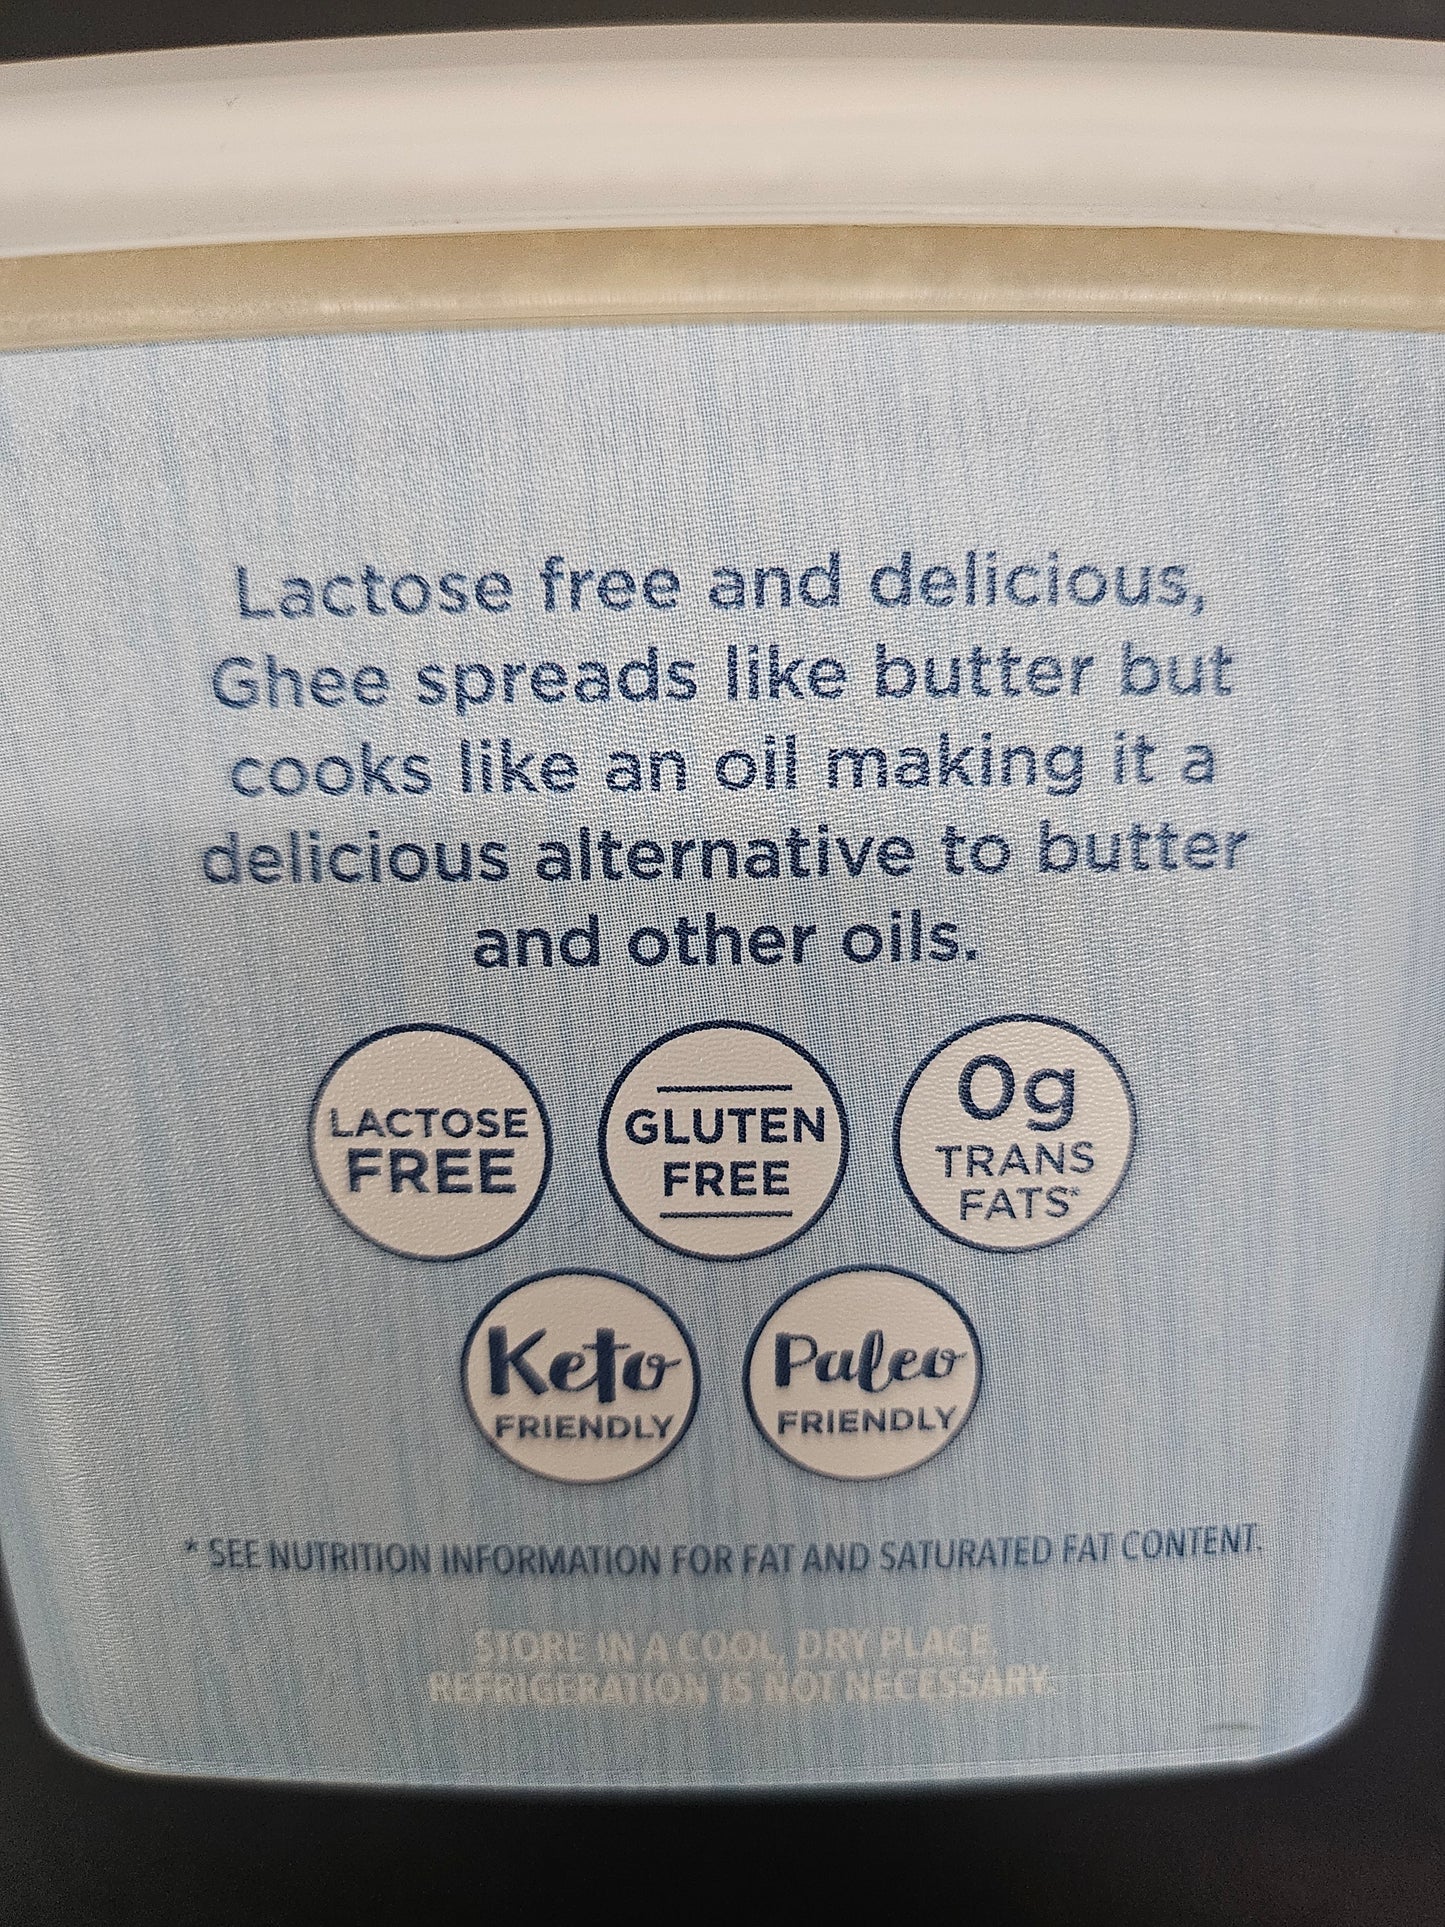 Lactose free and delicious,
Ghee spreads like butter but
cooks like an oil making it a
delicious alternative to butter
and other oils.
LACTOSE
FREE
GLUTEN
FREE
0g
TRANS
FATS*
Keto
FRIENDLY
Paleo
FRIENDLY
* SEE NUTRITION INFORMATION FOR FAT AND SATURATED FAT CONTENT.
STORE IN A COOL, DRY PLACE.
REFRIGERATION IS NOT NECESSARY.